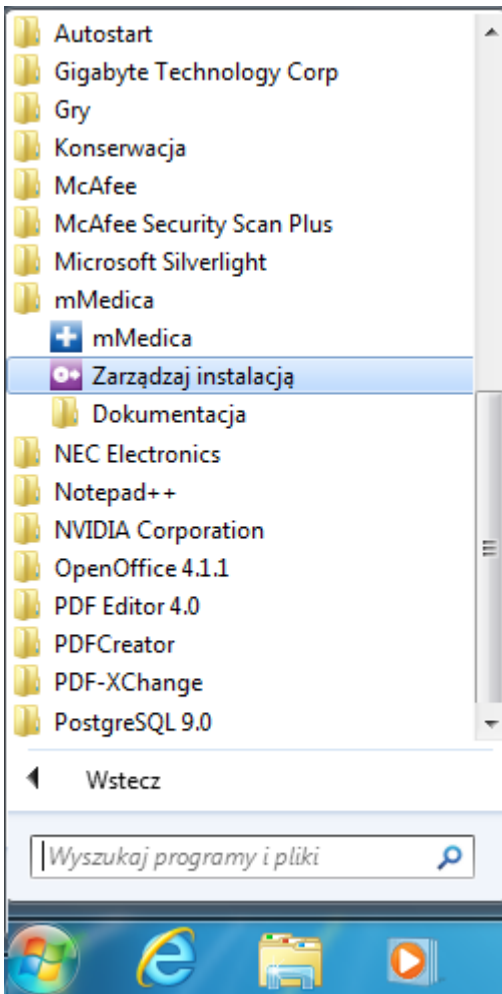 Autostart
Gigabyte Technology Corp
Gry
Konserwacja
McAfee
McAfee Security Scan Plus
Microsoft Silverlight
mMedica
mMedica
Zarządzaj instalacją
Dokumentacja
NEC Electronics
Notepad++
NVIDIA Corporation
OpenOffice 4.1.1
PDF Editor 4.0
PDFCreator
PDF-XChange
PostgreSQL 9.0
Wstecz
Wyszukaj programy i pliki